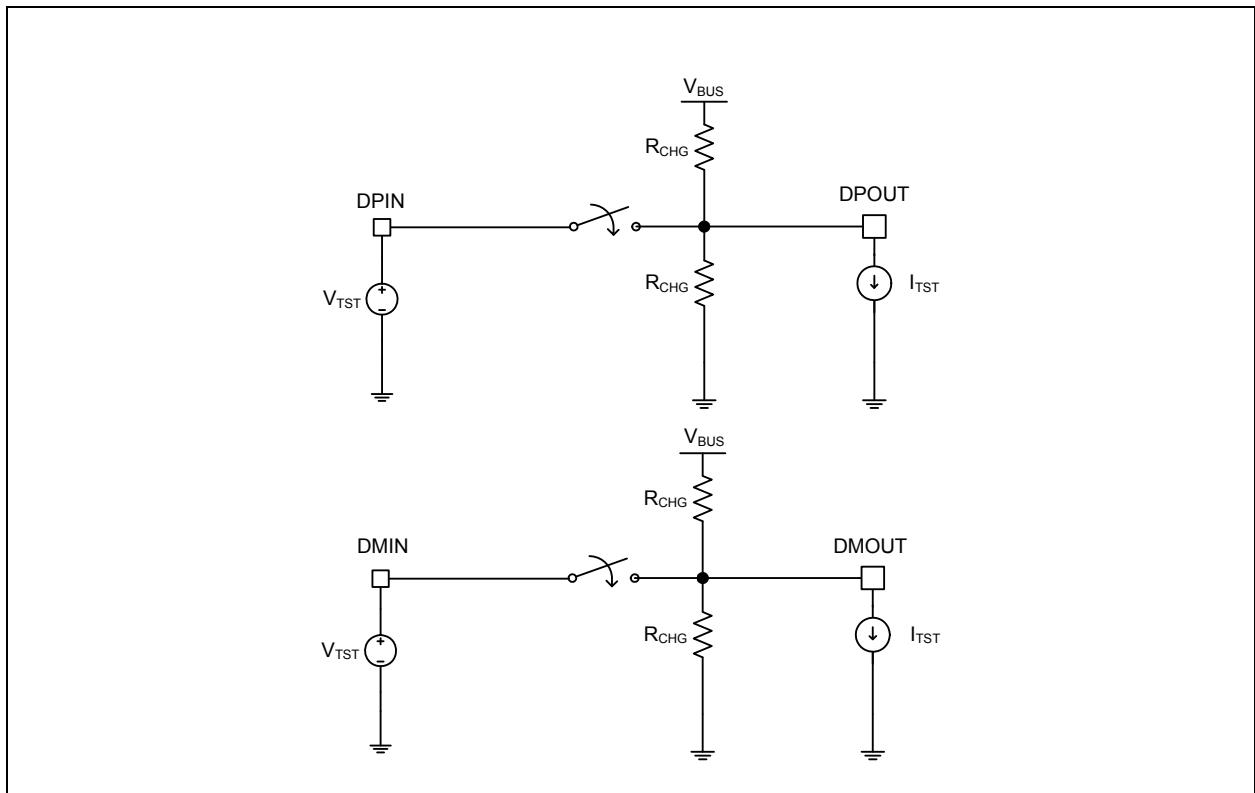 VBUS
RCHG
DPIN
DPOUT
RCHG
VTST
+
−
ITST
VBUS
RCHG
DMIN
DMOUT
RCHG
VTST
+
−
ITST